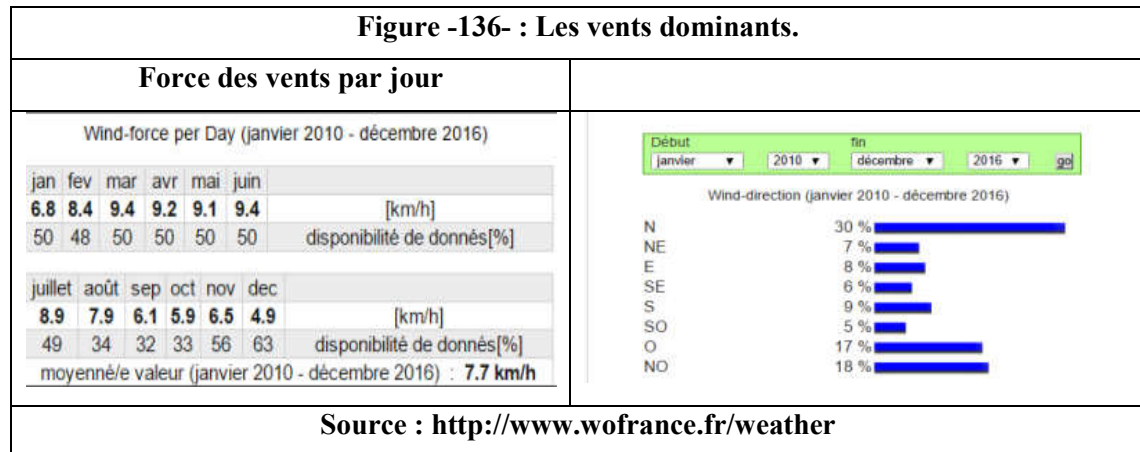 Figure -136- : Les vents dominants.
Force des vents par jour
Wind-force per Day (janvier 2010 - décembre 2016)
jan fev mar avr mai juin
6.8 8.4 9.4 9.2 9.1 9.4 [km/h]
50 48 50 50 50 50 disponibilité de donnés[%]
juillet août sep oct nov dec
8.9 7.9 6.1 5.9 6.5 4.9 [km/h]
49 34 32 33 56 63 disponibilité de donnés[%]
moyenné/e valeur (janvier 2010 - décembre 2016) : 7.7 km/h
Début fin
janvier 2010 décembre 2016 go
Wind-direction (janvier 2010 - décembre 2016)
N 30 %
NE 7 %
E 8 %
SE 6 %
S 9 %
SO 5 %
O 17 %
NO 18 %
Source : http://www.wofrance.fr/weather